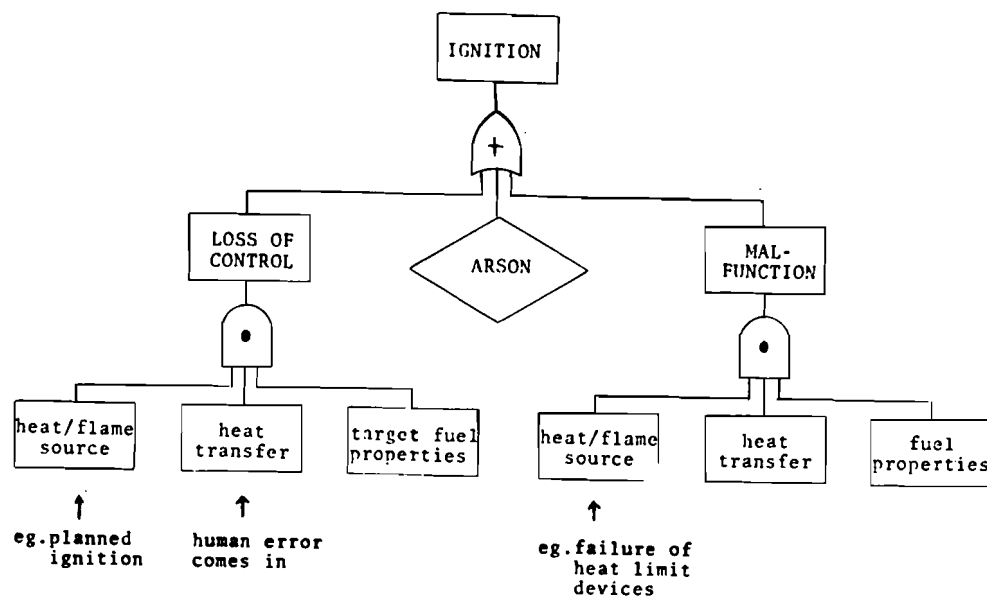 IGNITION
+
LOSS OF
CONTROL
ARSON
MAL-
FUNCTION
heat/flame
source
heat
transfer
target fuel
properties
heat/flame
source
heat
transfer
fuel
properties
eg.planned
ignition
human error
comes in
eg.failure of
heat limit
devices